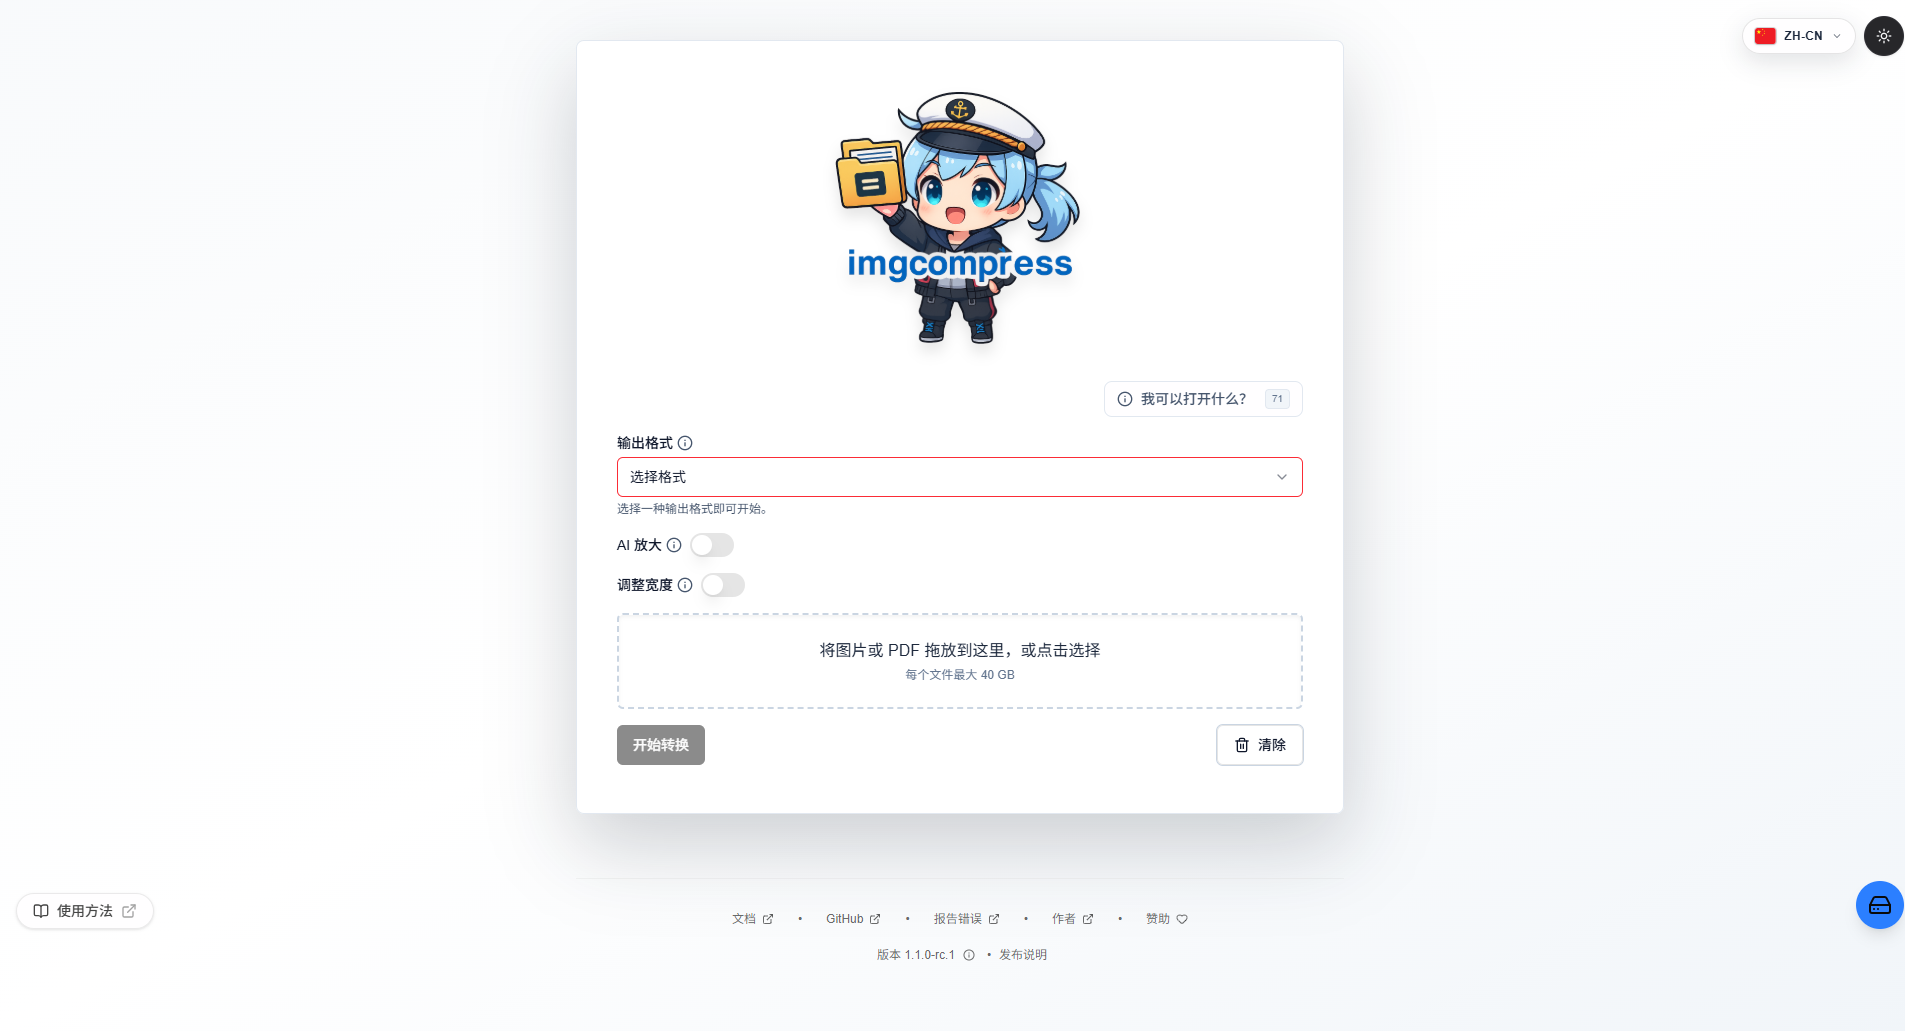 ZH-CN
imgcompress
我可以打开什么？ 71
输出格式
选择格式
选择一种输出格式即可开始。
AI 放大
调整宽度
将图片或 PDF 拖放到这里，或点击选择
每个文件最大 40 GB
开始转换
清除
使用方法
文档 • GitHub • 报告错误 • 作者 • 赞助
版本 1.1.0-rc.1 • 发布说明